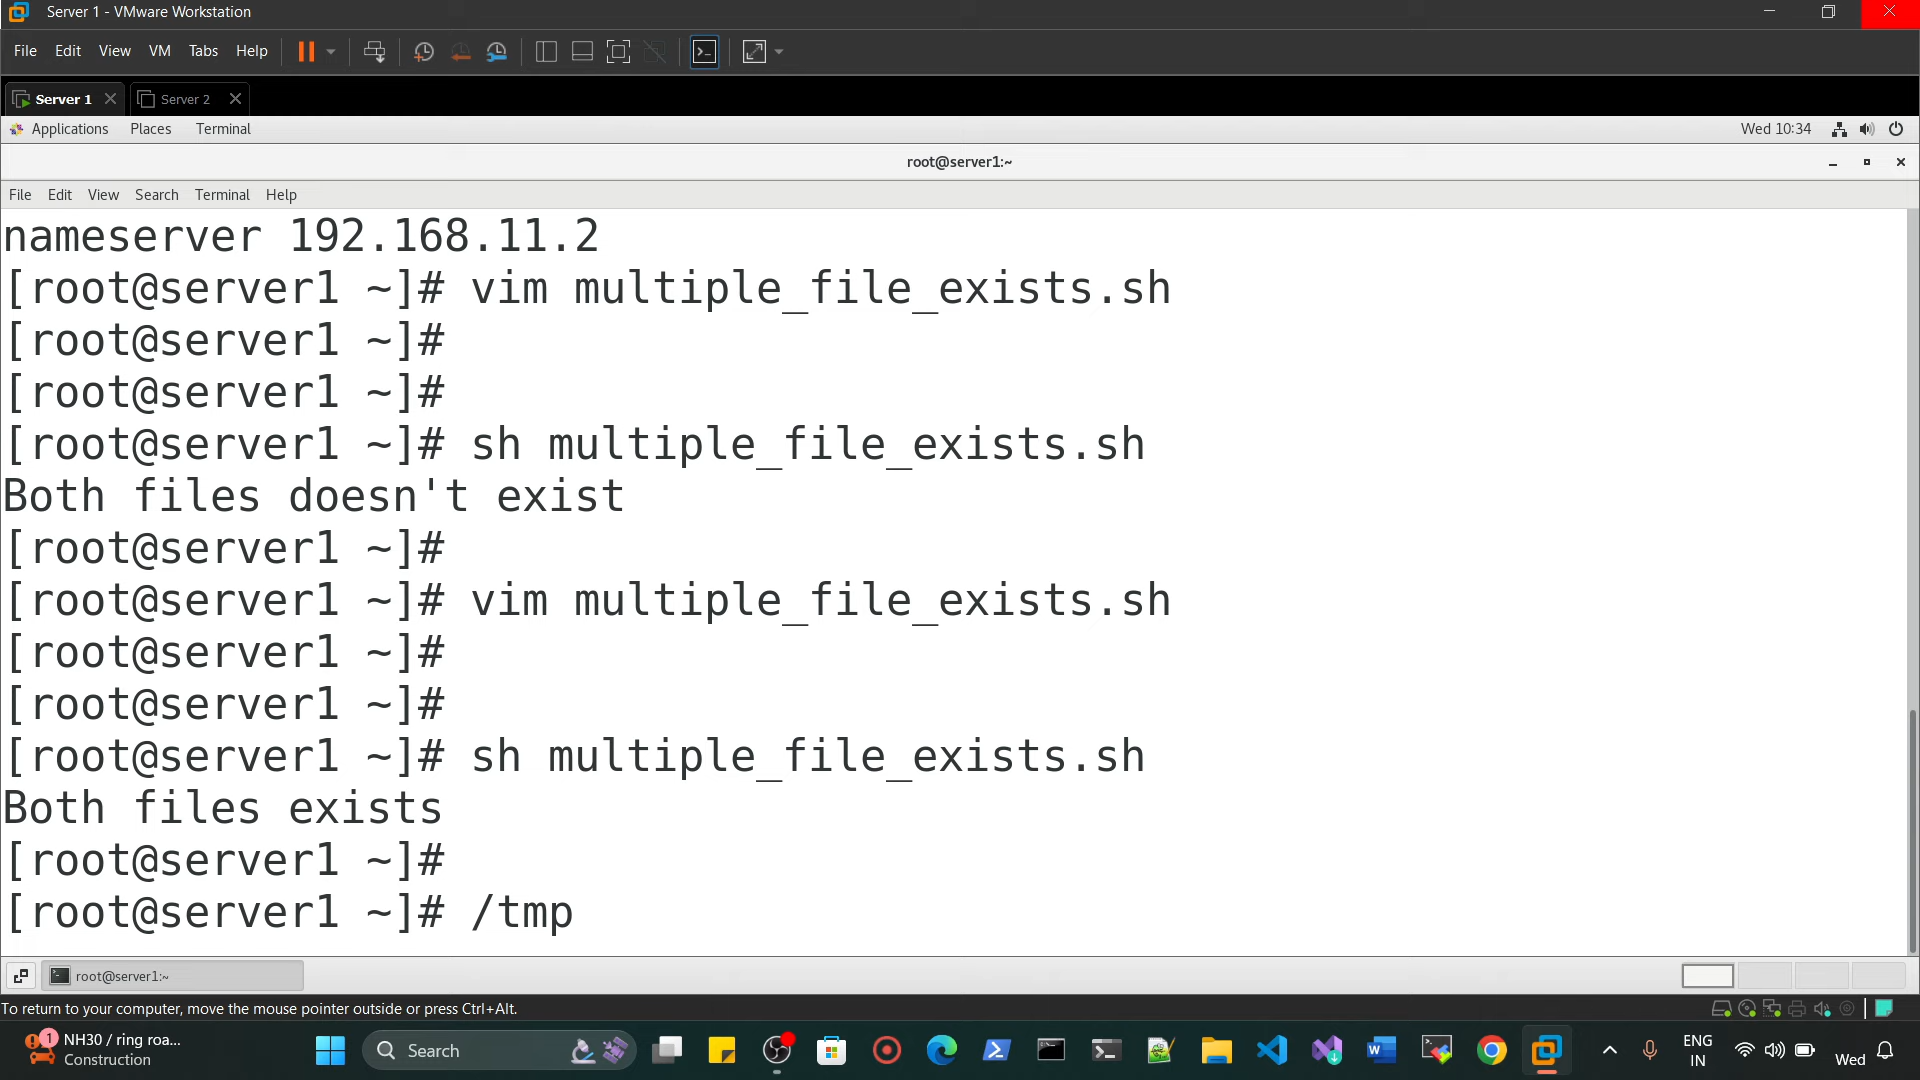 Server 1 - VMware Workstation
File Edit View VM Tabs Help
Server 1 Server 2
Applications Places Terminal Wed 10:34
root@server1:~
File Edit View Search Terminal Help
nameserver 192.168.11.2
[root@server1 ~]# vim multiple_file_exists.sh
[root@server1 ~]#
[root@server1 ~]#
[root@server1 ~]# sh multiple_file_exists.sh
Both files doesn't exist
[root@server1 ~]#
[root@server1 ~]# vim multiple_file_exists.sh
[root@server1 ~]#
[root@server1 ~]#
[root@server1 ~]# sh multiple_file_exists.sh
Both files exists
[root@server1 ~]#
[root@server1 ~]# /tmp
root@server1:~
To return to your computer, move the mouse pointer outside or press Ctrl+Alt.
1 NH30 / ring roa...
Construction
Search
ENG
IN
Wed